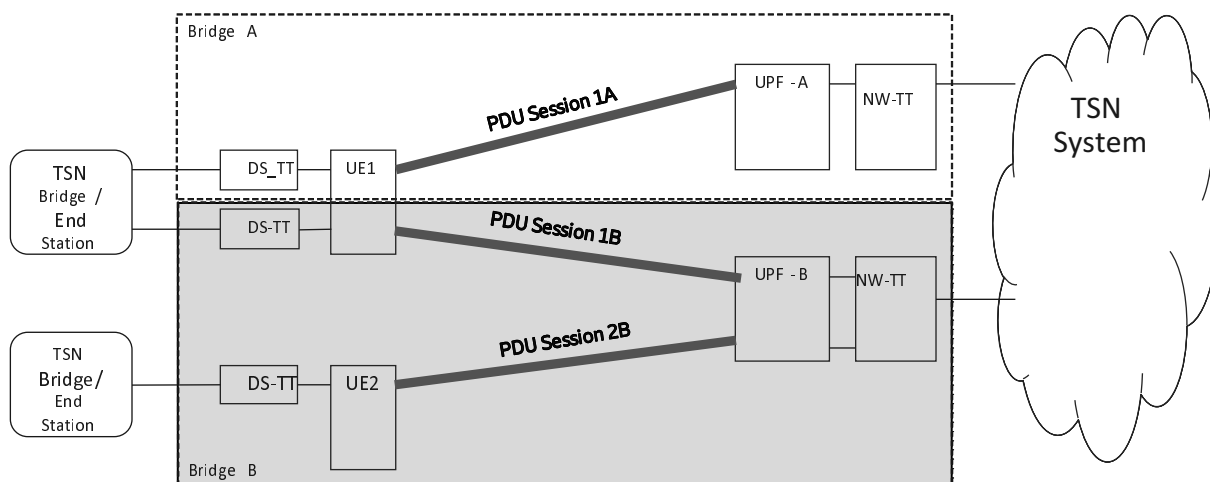 Bridge A
UPF - A
NW-TT
TSN
System
PDU Session 1A
TSN
Bridge /
End
Station
DS_TT
UE1
DS-TT
PDU Session 1B
UPF - B
NW-TT
PDU Session 2B
TSN
Bridge/
End
Station
DS-TT
UE2
Bridge B